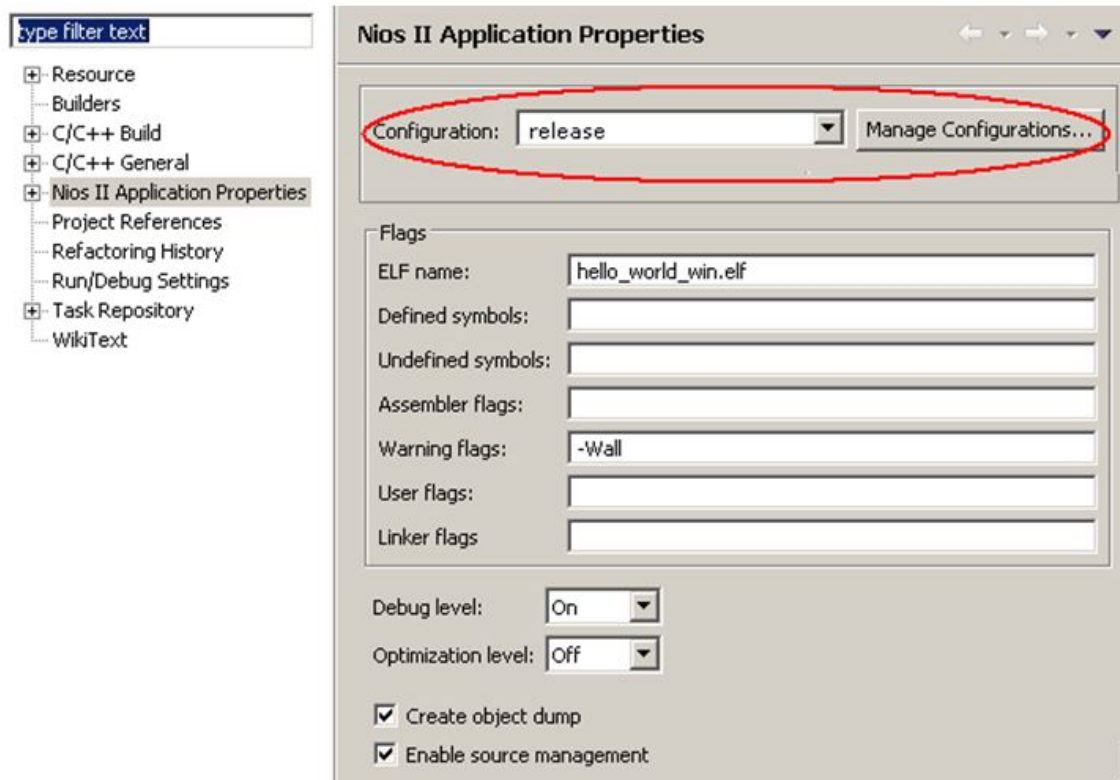 type filter text
Resource
Builders
C/C++ Build
C/C++ General
Nios II Application Properties
Project References
Refactoring History
Run/Debug Settings
Task Repository
WikiText
Nios II Application Properties
Configuration: release Manage Configurations...
Flags
ELF name: hello_world_win.elf
Defined symbols:
Undefined symbols:
Assembler flags:
Warning flags: -Wall
User flags:
Linker flags
Debug level: On
Optimization level: Off
Create object dump
Enable source management